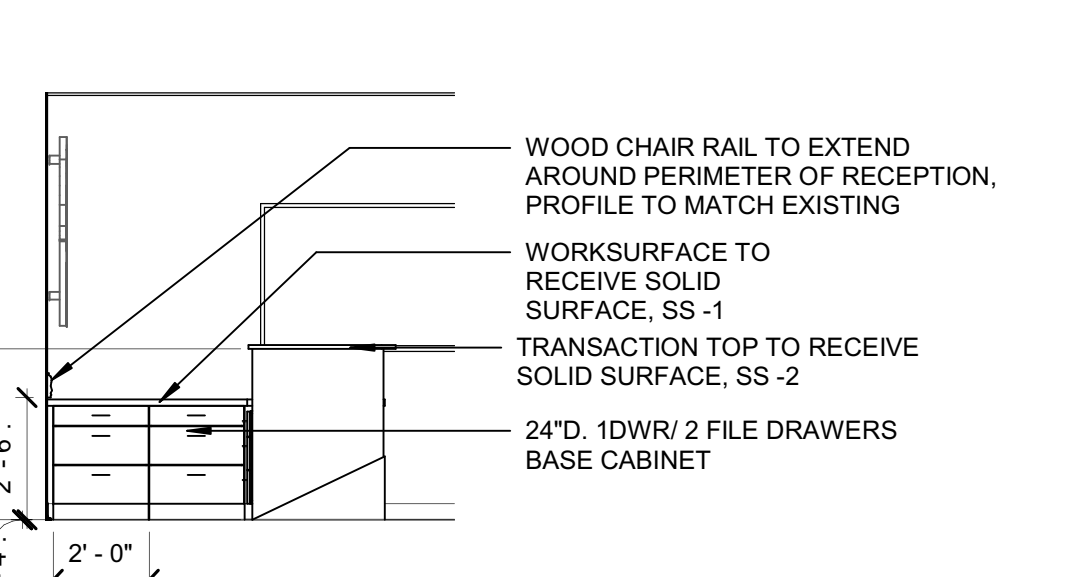 WOOD CHAIR RAIL TO EXTEND
AROUND PERIMETER OF RECEPTION,
PROFILE TO MATCH EXISTING
WORKSURFACE TO
RECEIVE SOLID
SURFACE, SS -1
TRANSACTION TOP TO RECEIVE
SOLID SURFACE, SS -2
24"D. 1DWR/ 2 FILE DRAWERS
BASE CABINET
2' - 0"